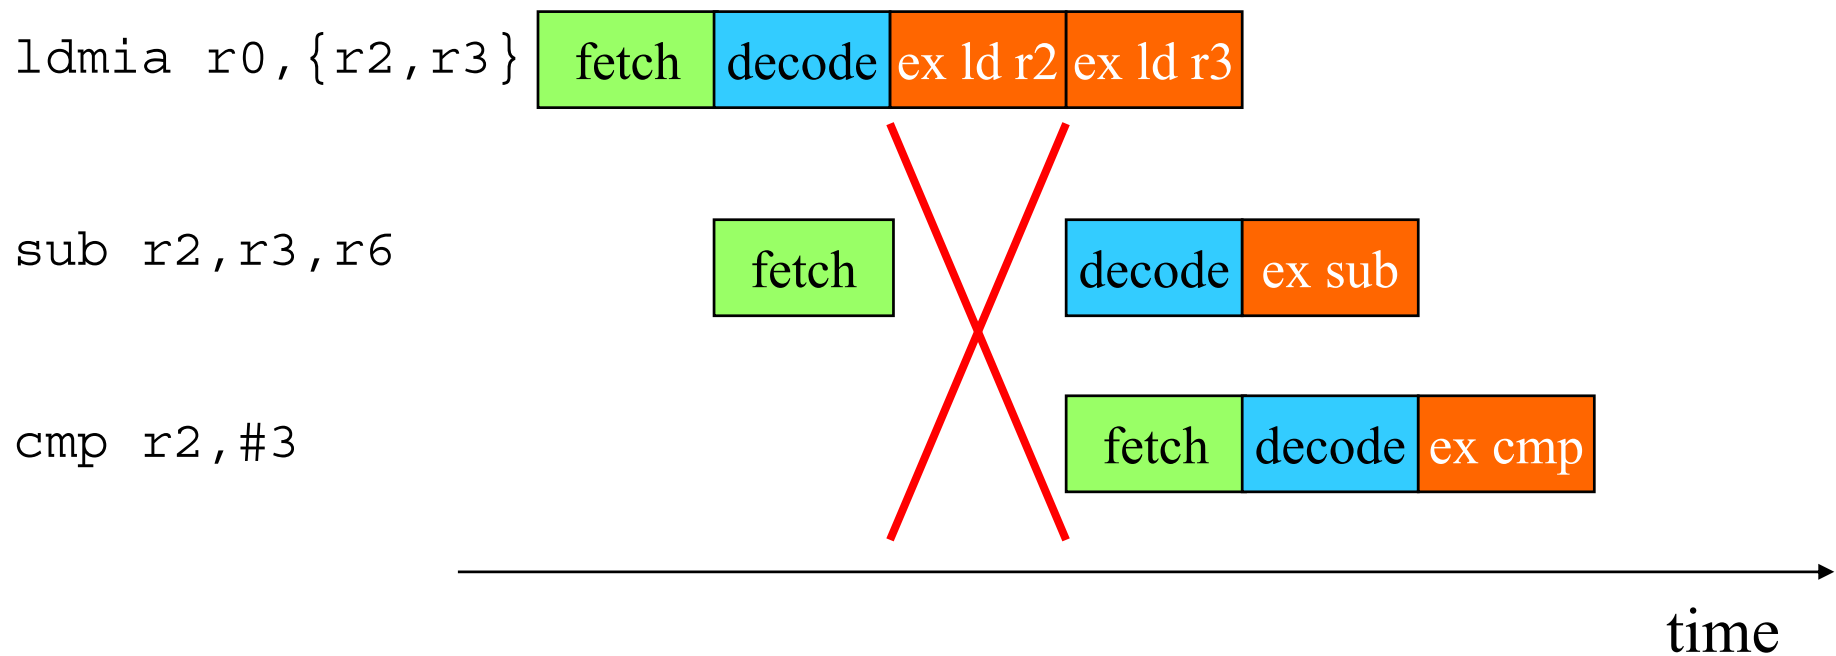 ldmia r0,{r2,r3} fetch decode ex ld r2 ex ld r3
sub r2,r3,r6 fetch decode ex sub
cmp r2,#3 fetch decode ex cmp
time